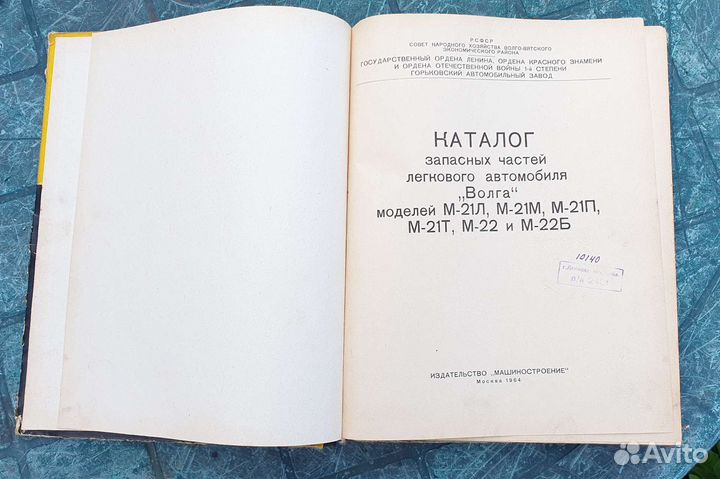 РСФСР
СОВЕТ НАРОДНОГО ХОЗЯЙСТВА ВОЛГО-ВЯТСКОГО
ЭКОНОМИЧЕСКОГО РАЙОНА
ГОСУДАРСТВЕННЫЙ ОРДЕНА ЛЕНИНА, ОРДЕНА КРАСНОГО ЗНАМЕНИ
И ОРДЕНА ОТЕЧЕСТВЕННОЙ ВОЙНЫ 1-й СТЕПЕНИ
ГОРЬКОВСКИЙ АВТОМОБИЛЬНЫЙ ЗАВОД
КАТАЛОГ
запасных частей
легкового автомобиля
„Волга“
моделей М-21Л, М-21М, М-21П,
М-21Т, М-22 и М-22Б
10140
ИЗДАТЕЛЬСТВО „МАШИНОСТРОЕНИЕ"
Москва 1964
Avito